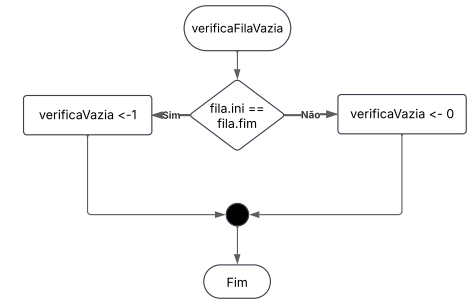 verificaFilaVazia
fila.ini ==
fila.fim
Sim
Não
verificaVazia <-1
verificaVazia <- 0
Fim